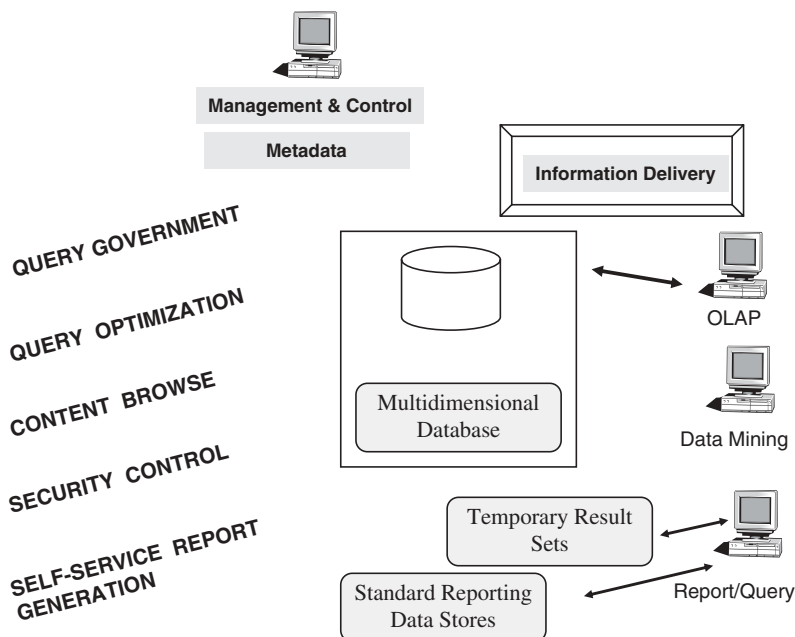 Management & Control
Metadata
Information Delivery
QUERY GOVERNMENT
QUERY OPTIMIZATION
CONTENT BROWSE
SECURITY CONTROL
SELF-SERVICE REPORT
GENERATION
Multidimensional
Database
OLAP
Data Mining
Temporary Result
Sets
Standard Reporting
Data Stores
Report/Query